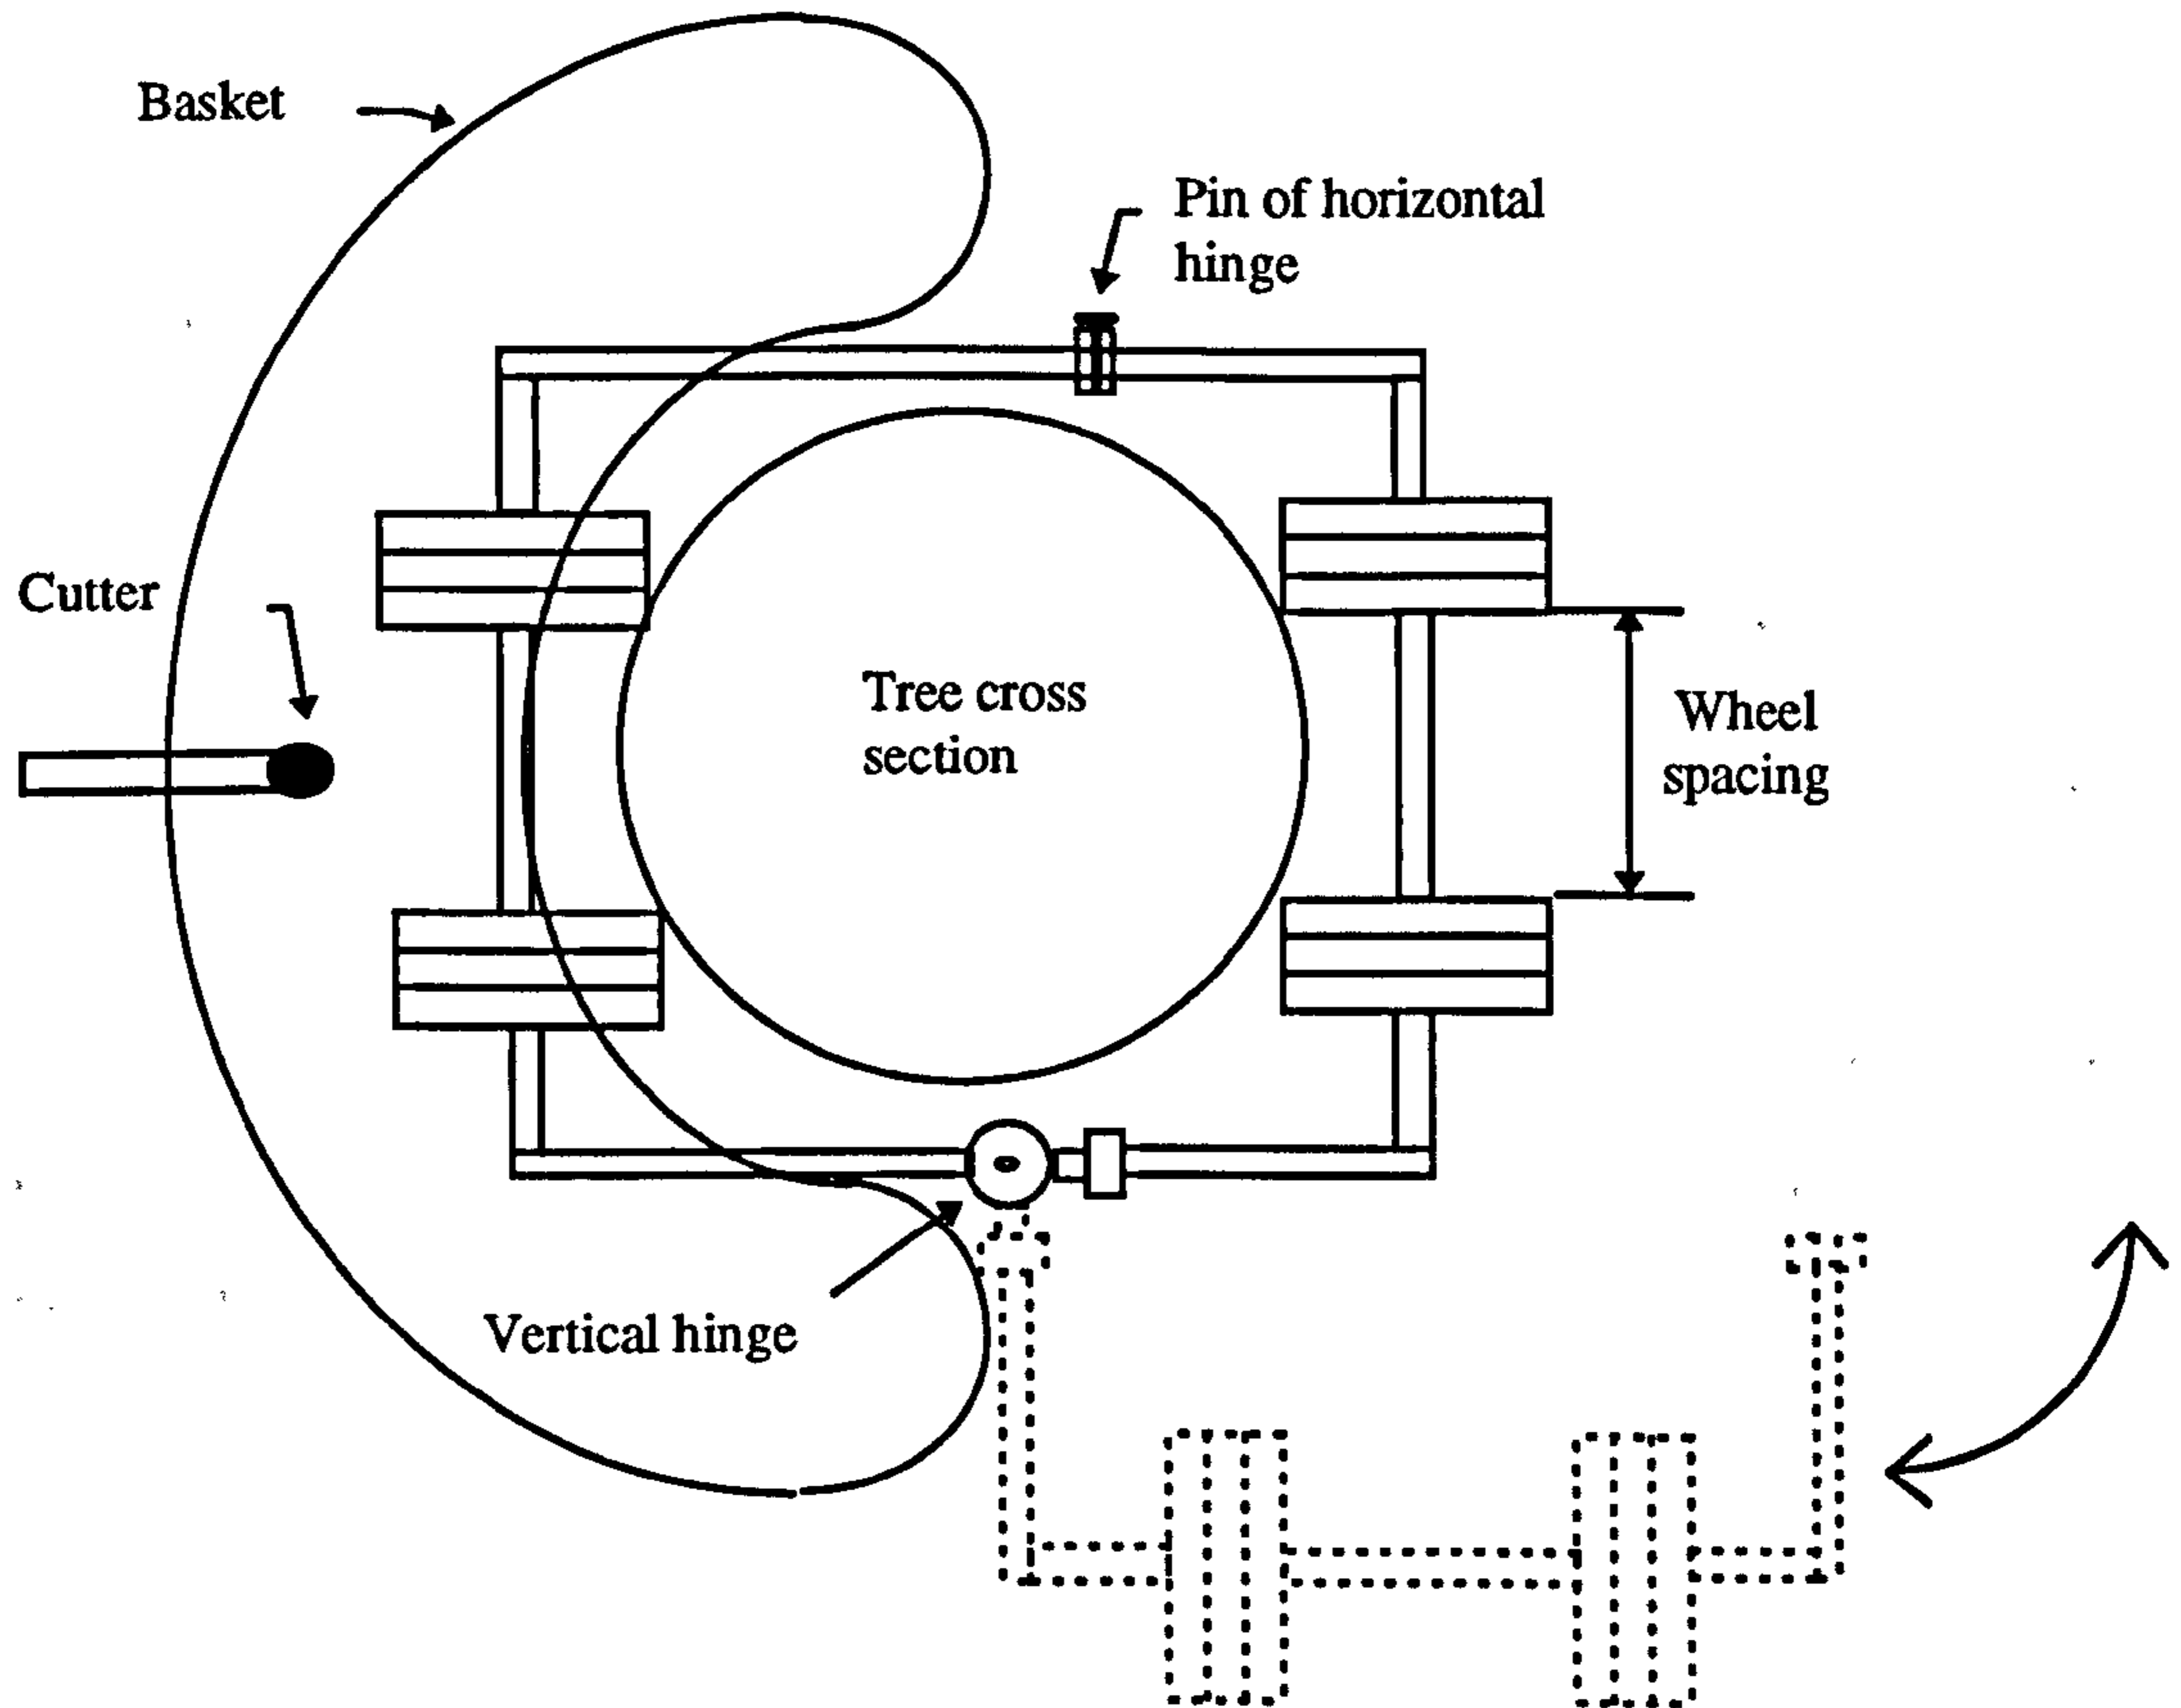 Basket
Pin of horizontal
hinge
Cutter
Tree cross
section
Wheel
spacing
Vertical hinge